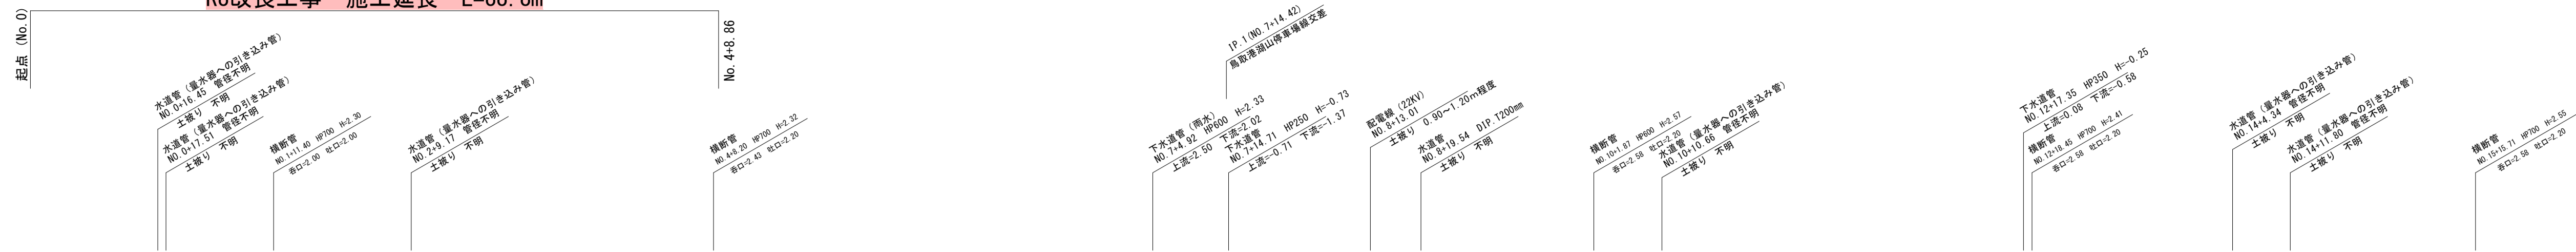 起点 (No.0)
No.4+8.86
水道管 (量水器への引き込み管)
NO.0+16.45 管径不明
土被り 不明
水道管 (量水器への引き込み管)
NO.0+17.51 管径不明
土被り 不明
横断管
NO.1+11.40 HP700 H=2.30
呑口=2.00 吐口=2.00
水道管 (量水器への引き込み管)
NO.2+9.17 管径不明
土被り 不明
横断管
NO.4+8.20 HP700 H=2.32
呑口=2.43 吐口=2.20
IP.1(NO.7+14.42)
鳥取港湖山停車場線交差
下水道管 (雨水)
NO.7+4.92 HP600 H=2.33
上流=2.50 下流=2.02
下水道管
NO.7+14.71 HP250 H=-0.73
上流=-0.71 下流=-1.37
配電線 (22KV)
NO.8+13.01
土被り 0.90~1.20m程度
水道管
NO.8+19.54 DIP.T200mm
土被り 不明
横断管
NO.10+1.87 HP600 H=2.57
呑口=2.58 吐口=2.20
水道管 (量水器への引き込み管)
NO.10+10.66 管径不明
土被り 不明
下水道管
NO.12+17.35 HP350 H=-0.25
上流=0.08 下流=-0.58
横断管
NO.12+18.45 HP700 H=2.41
呑口=2.58 吐口=2.20
水道管 (量水器への引き込み管)
NO.14+4.34 管径不明
土被り 不明
水道管 (量水器への引き込み管)
NO.14+11.80 管径不明
土被り 不明
横断管
NO.15+15.71 HP700 H=2.55
呑口=2.58 吐口=2.20